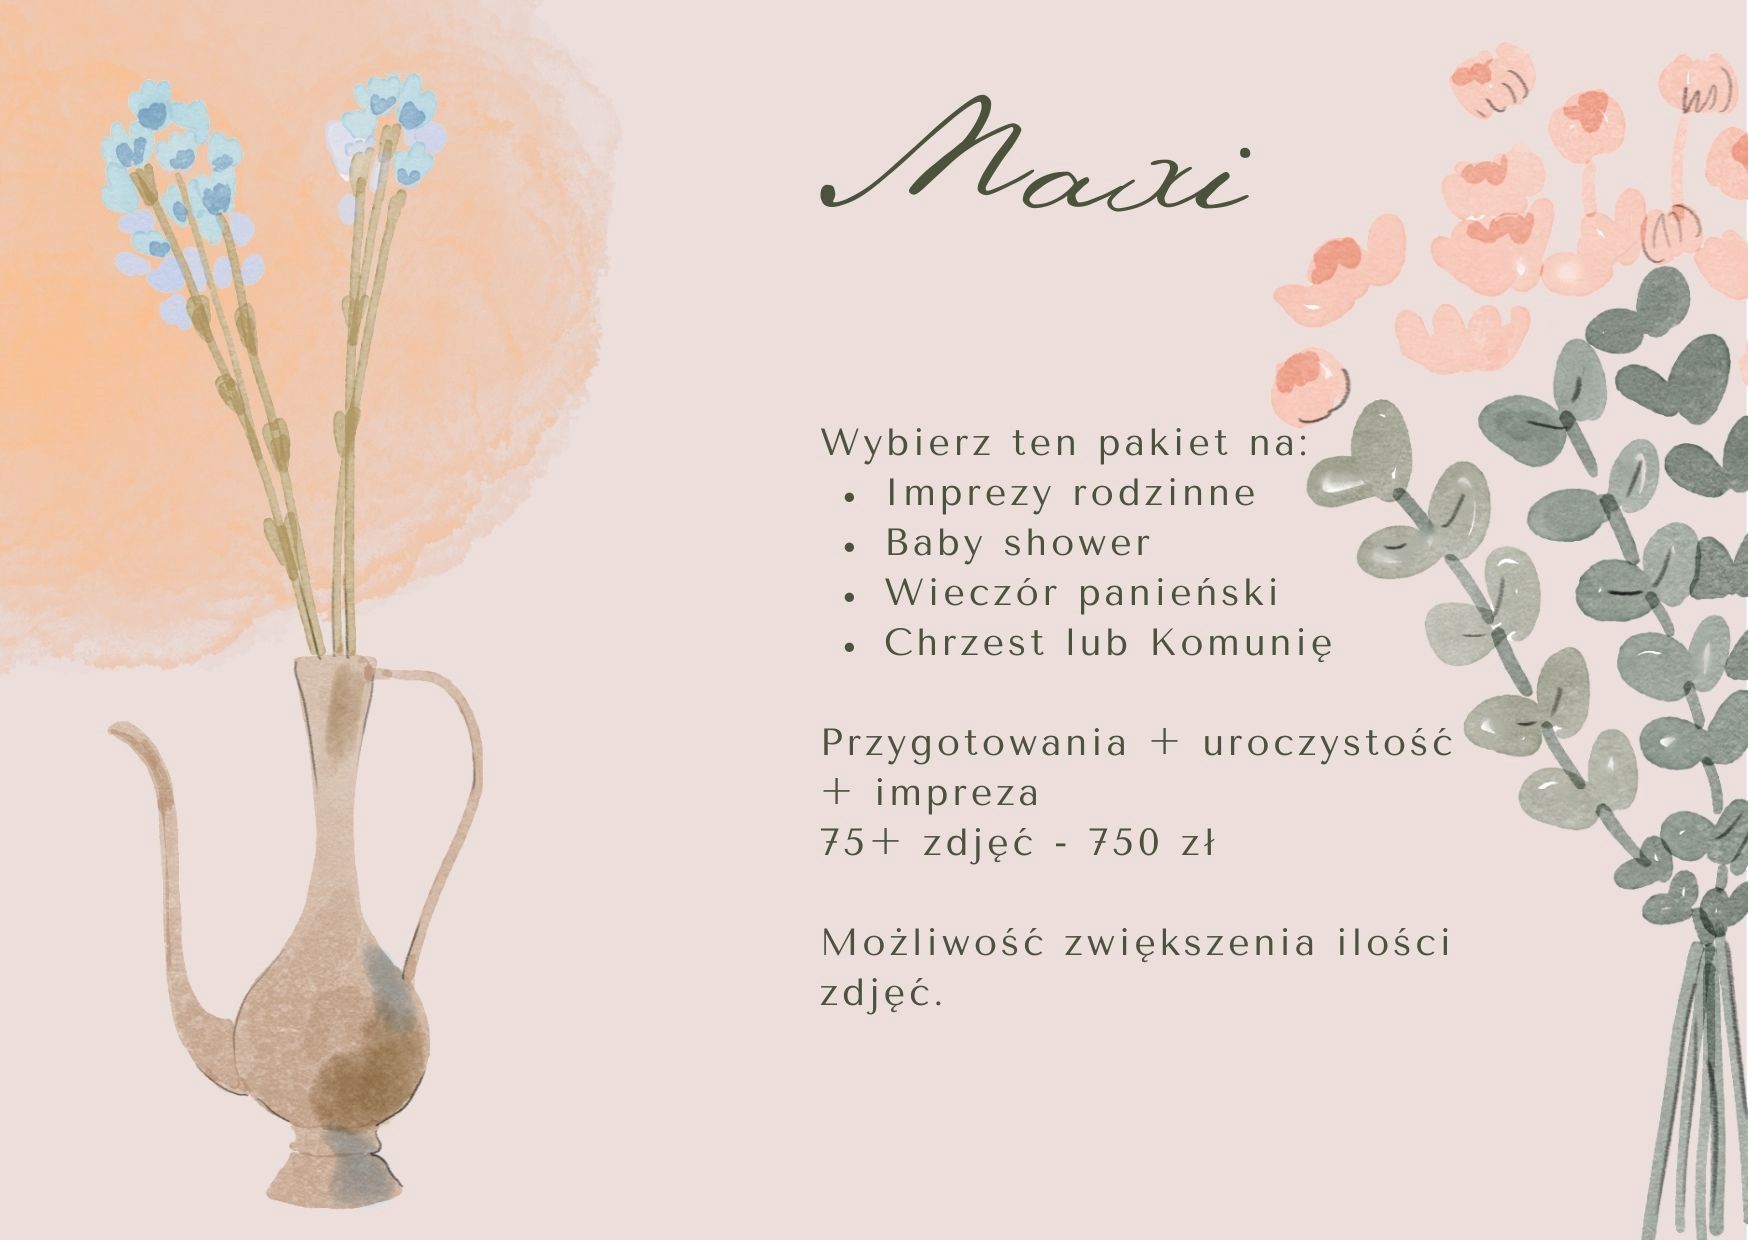 Maxi
Wybierz ten pakiet na:
• Imprezy rodzinne
• Baby shower
• Wieczór panieński
• Chrzest lub Komunię
Przygotowania + uroczystość
+ impreza
75+ zdjęć - 750 zł
Możliwość zwiększenia ilości
zdjęć.